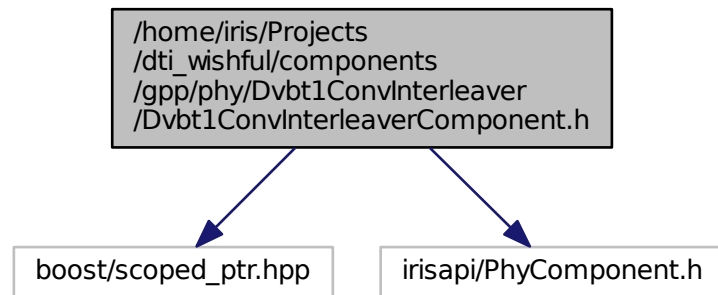 /home/iris/Projects
/dti_wishful/components
/gpp/phy/Dvbt1ConvInterleaver
/Dvbt1ConvInterleaverComponent.h
boost/scoped_ptr.hpp
irisapi/PhyComponent.h